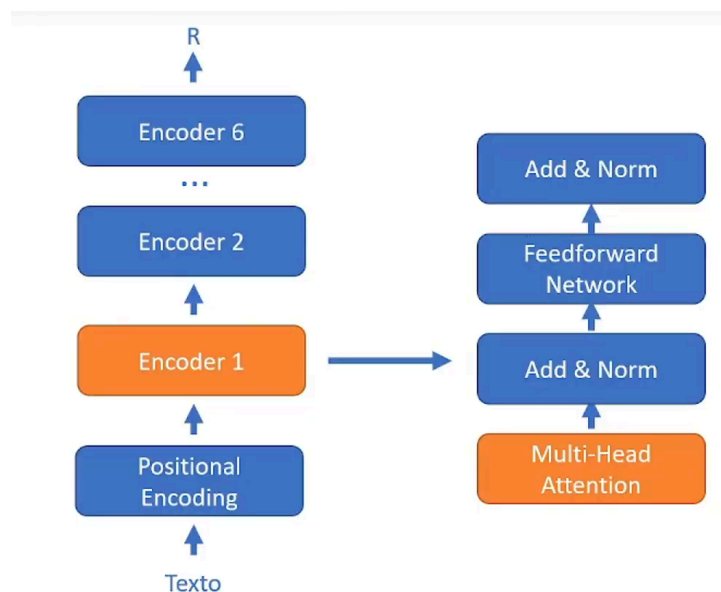 R
Encoder 6
...
Encoder 2
Encoder 1
Positional
Encoding
Texto
Add & Norm
Feedforward
Network
Add & Norm
Multi-Head
Attention